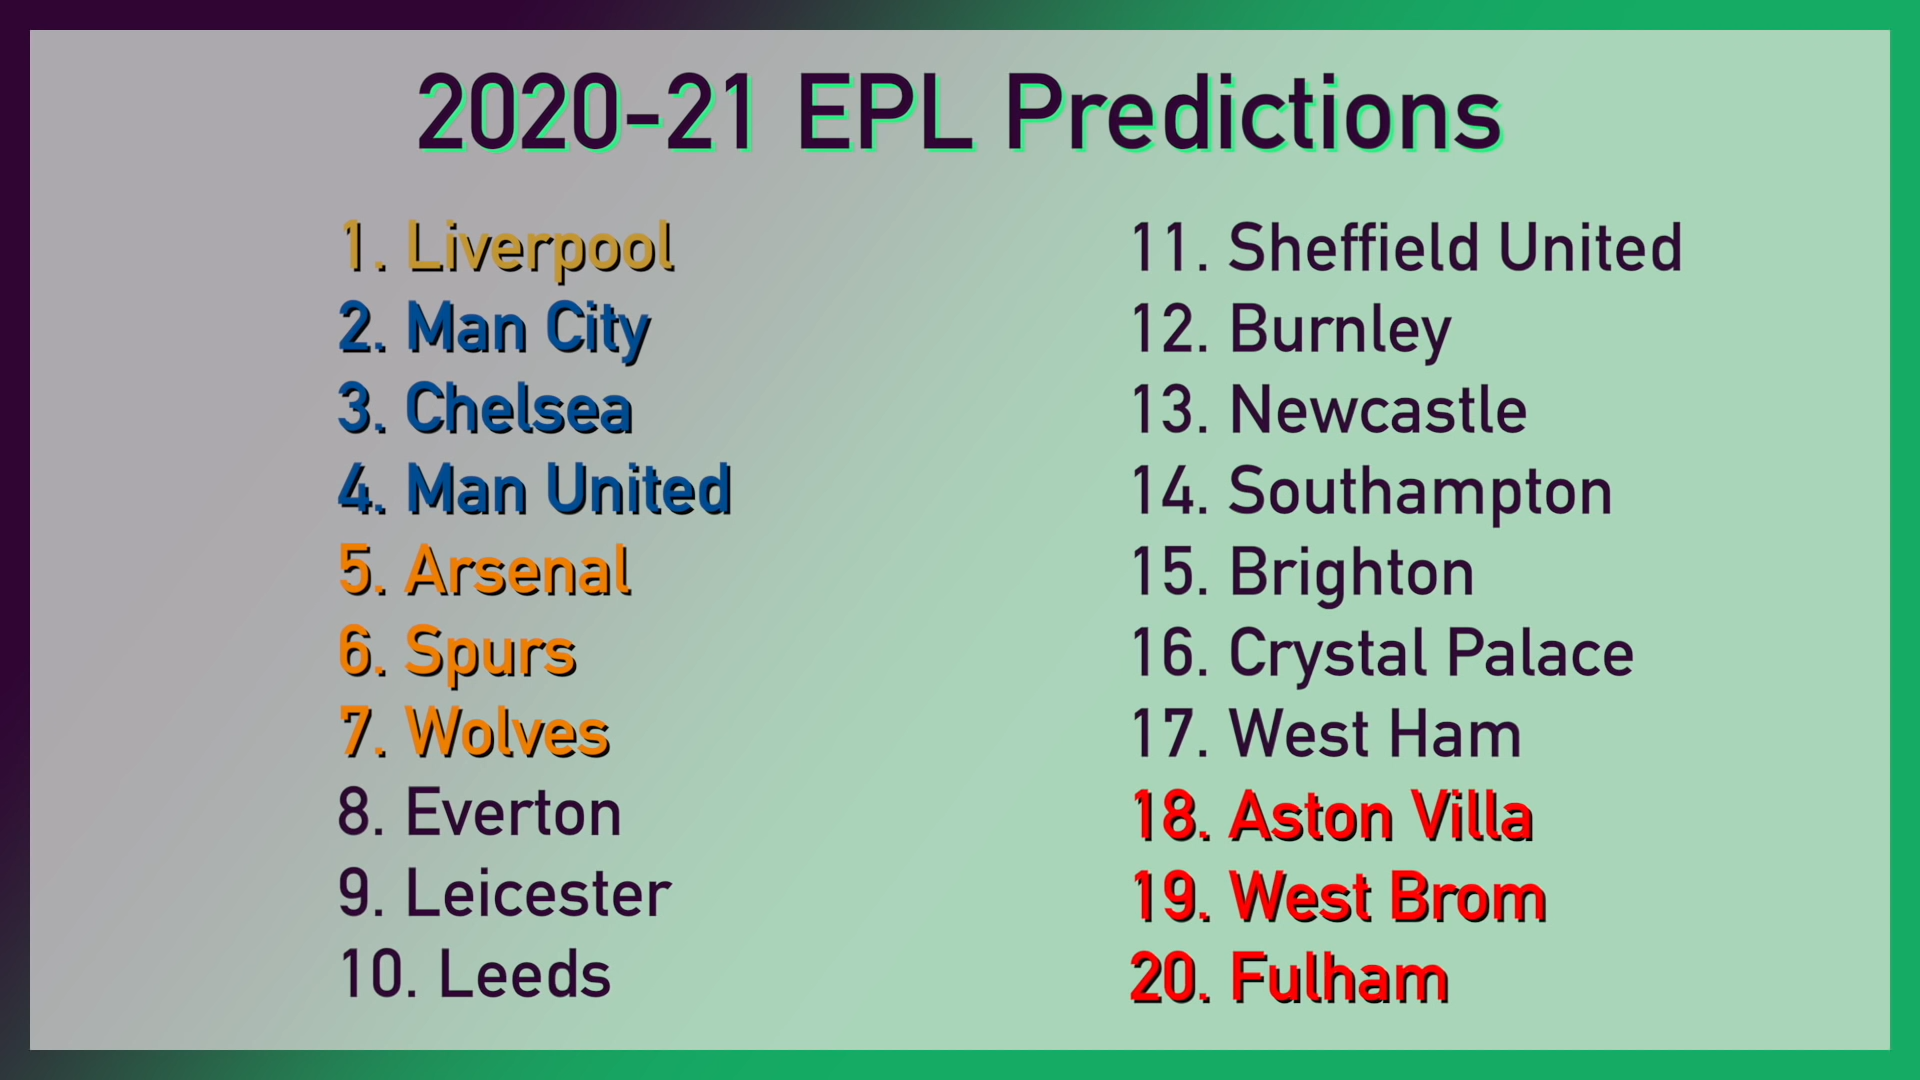 2020-21 EPL Predictions
1. Liverpool
2. Man City
3. Chelsea
4. Man United
5. Arsenal
6. Spurs
7. Wolves
8. Everton
9. Leicester
10. Leeds
11. Sheffield United
12. Burnley
13. Newcastle
14. Southampton
15. Brighton
16. Crystal Palace
17. West Ham
18. Aston Villa
19. West Brom
20. Fulham